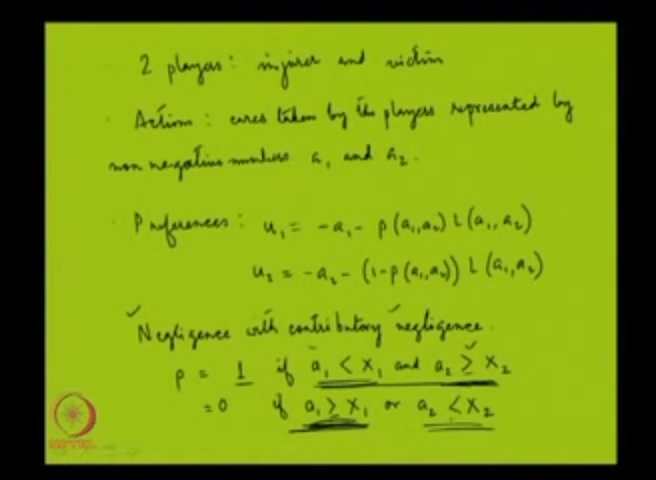 2 players: injurer and victim
Action: cares taken by the players represented by
non negative numbers a₁ and a₂.
Preferences: u₁ = -a₁ - p(a₁,a₂) L(a₁,a₂)
u₂ = -a₂ - (1-p(a₁,a₂)) L(a₁,a₂)
Negligence with contributory negligence.
p = 1 if a₁ < X₁ and a₂ ≥ X₂
= 0 if a₁ ≥ X₁ or a₂ < X₂